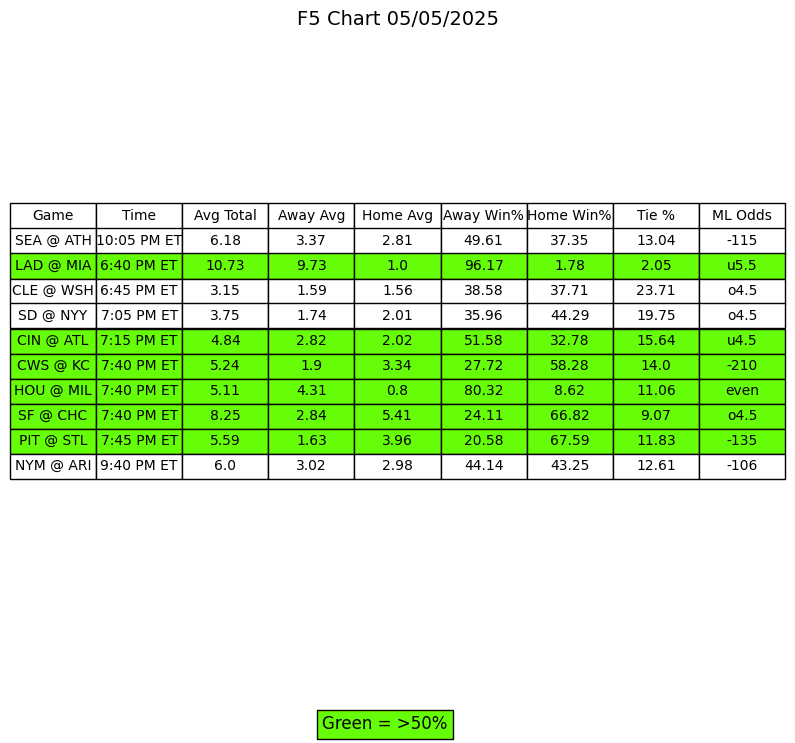 F5 Chart 05/05/2025
Game Time Avg Total Away Avg Home Avg Away Win% Home Win% Tie % ML Odds
SEA @ ATH 10:05 PM ET 6.18 3.37 2.81 49.61 37.35 13.04 -115
LAD @ MIA 6:40 PM ET 10.73 9.73 1.0 96.17 1.78 2.05 u5.5
CLE @ WSH 6:45 PM ET 3.15 1.59 1.56 38.58 37.71 23.71 o4.5
SD @ NYY 7:05 PM ET 3.75 1.74 2.01 35.96 44.29 19.75 o4.5
CIN @ ATL 7:15 PM ET 4.84 2.82 2.02 51.58 32.78 15.64 u4.5
CWS @ KC 7:40 PM ET 5.24 1.9 3.34 27.72 58.28 14.0 -210
HOU @ MIL 7:40 PM ET 5.11 4.31 0.8 80.32 8.62 11.06 even
SF @ CHC 7:40 PM ET 8.25 2.84 5.41 24.11 66.82 9.07 o4.5
PIT @ STL 7:45 PM ET 5.59 1.63 3.96 20.58 67.59 11.83 -135
NYM @ ARI 9:40 PM ET 6.0 3.02 2.98 44.14 43.25 12.61 -106
Green = >50%